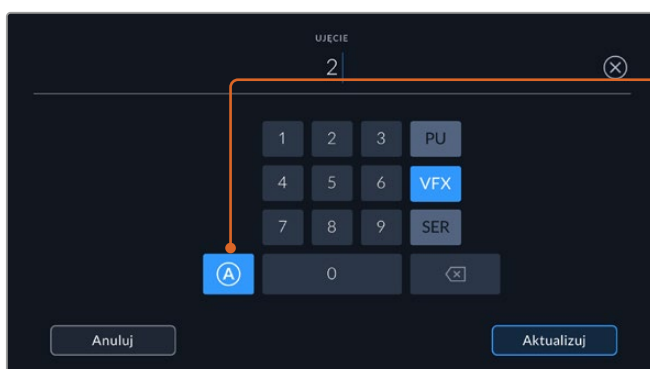 UJĘCIE
2
1 2 3 PU
4 5 6 VFX
7 8 9 SER
A 0
Anuluj Aktualizuj